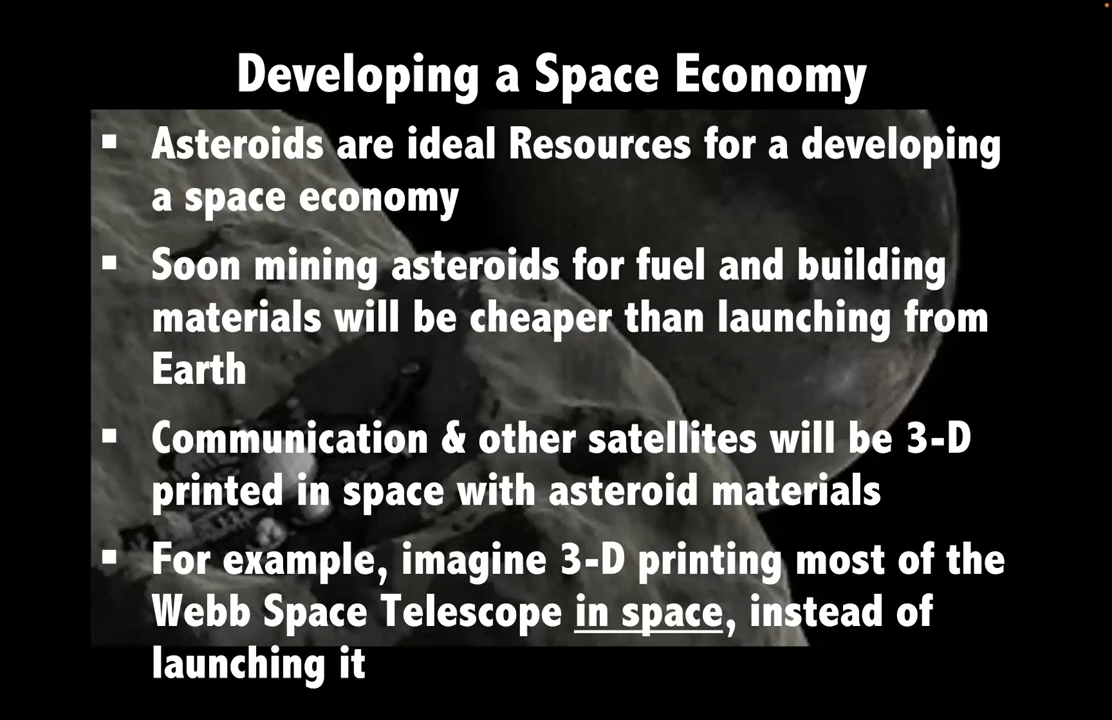 Developing a Space Economy
▪ Asteroids are ideal Resources for a developing
a space economy
▪ Soon mining asteroids for fuel and building
materials will be cheaper than launching from
Earth
▪ Communication & other satellites will be 3-D
printed in space with asteroid materials
▪ For example, imagine 3-D printing most of the
Webb Space Telescope in space, instead of
launching it